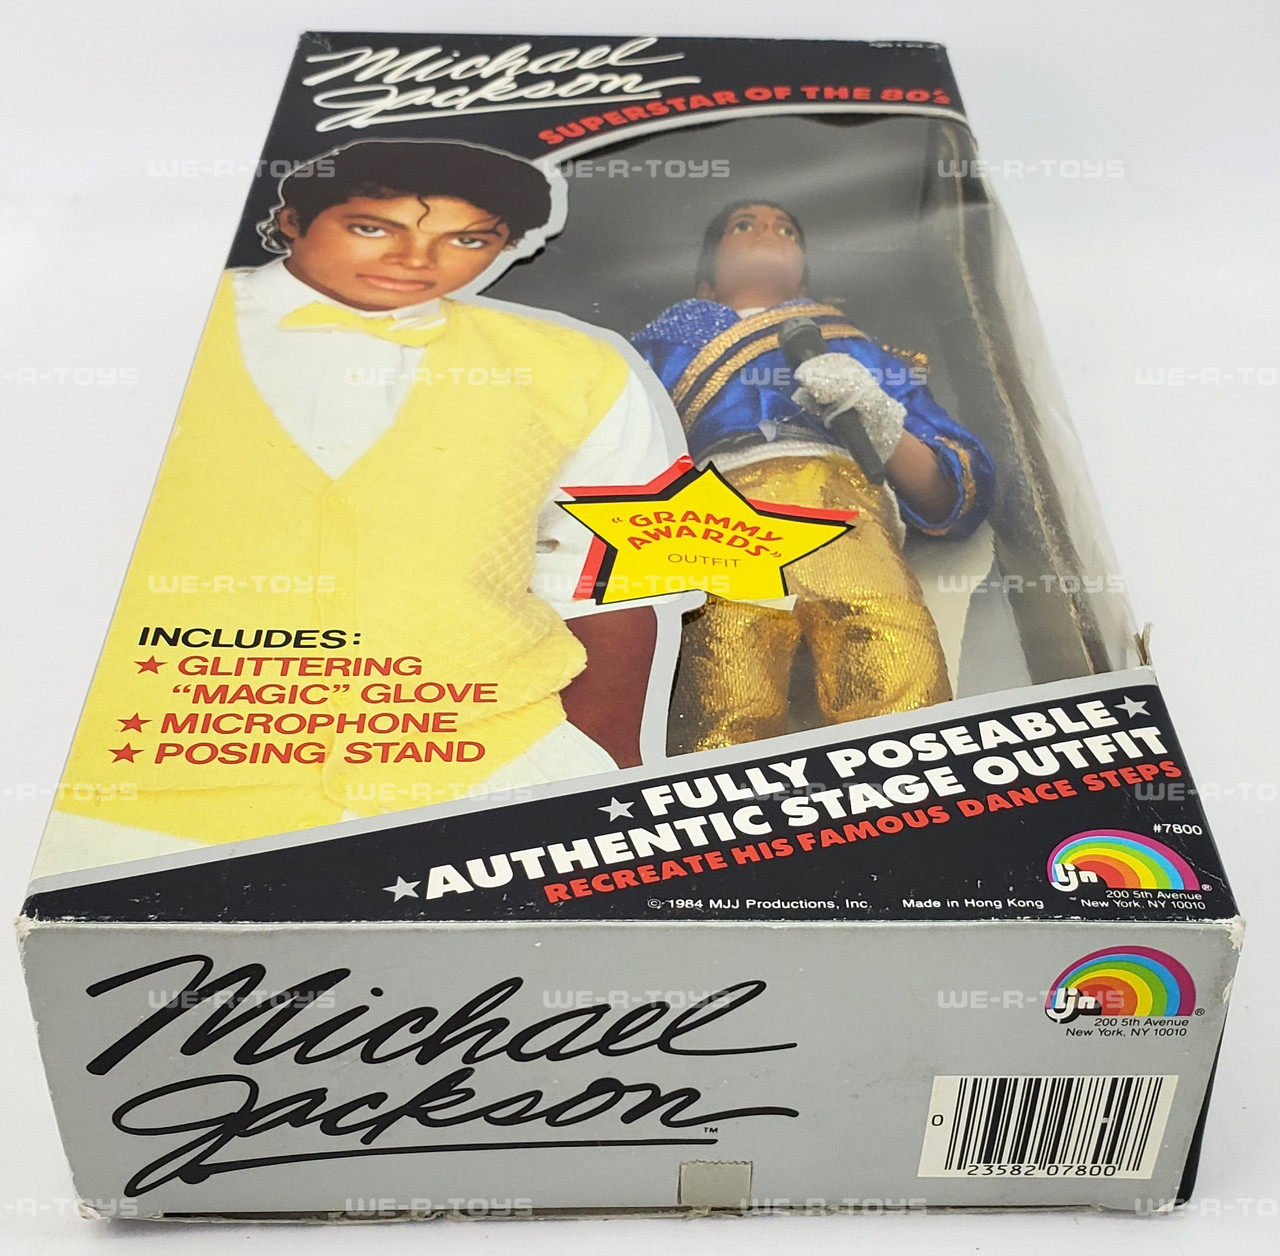 Michael
Jackson
SUPERSTAR OF THE 80's
"GRAMMY
AWARDS"
OUTFIT
INCLUDES:
★ GLITTERING
"MAGIC" GLOVE
★ MICROPHONE
★ POSING STAND
★ FULLY POSEABLE ★
★ AUTHENTIC STAGE OUTFIT
RECREATE HIS FAMOUS DANCE STEPS
#7800
ljn ®
200 5th Avenue
New York, NY 10010
© 1984 MJJ Productions, Inc. Made in Hong Kong
Michael
Jackson ™
ljn ®
200 5th Avenue
New York, NY 10010
0 23582 07800
WE-R-TOYS